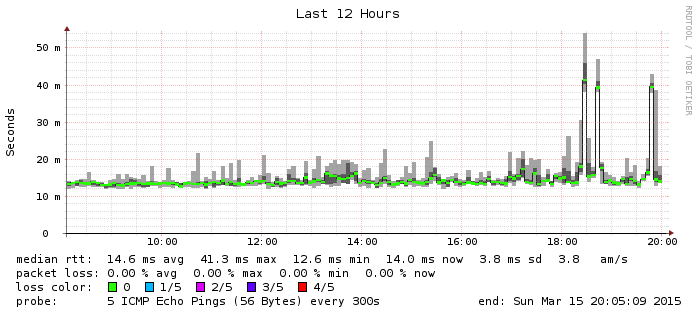 Last 12 Hours
RRDTOOL / TOBI OETIKER
Seconds
50 m
40 m
30 m
20 m
10 m
0
10:00 12:00 14:00 16:00 18:00 20:00
median rtt: 14.6 ms avg 41.3 ms max 12.6 ms min 14.0 ms now 3.8 ms sd 3.8 am/s
packet loss: 0.00 % avg 0.00 % max 0.00 % min 0.00 % now
loss color: 0 1/5 2/5 3/5 4/5
probe: 5 ICMP Echo Pings (56 Bytes) every 300s end: Sun Mar 15 20:05:09 2015